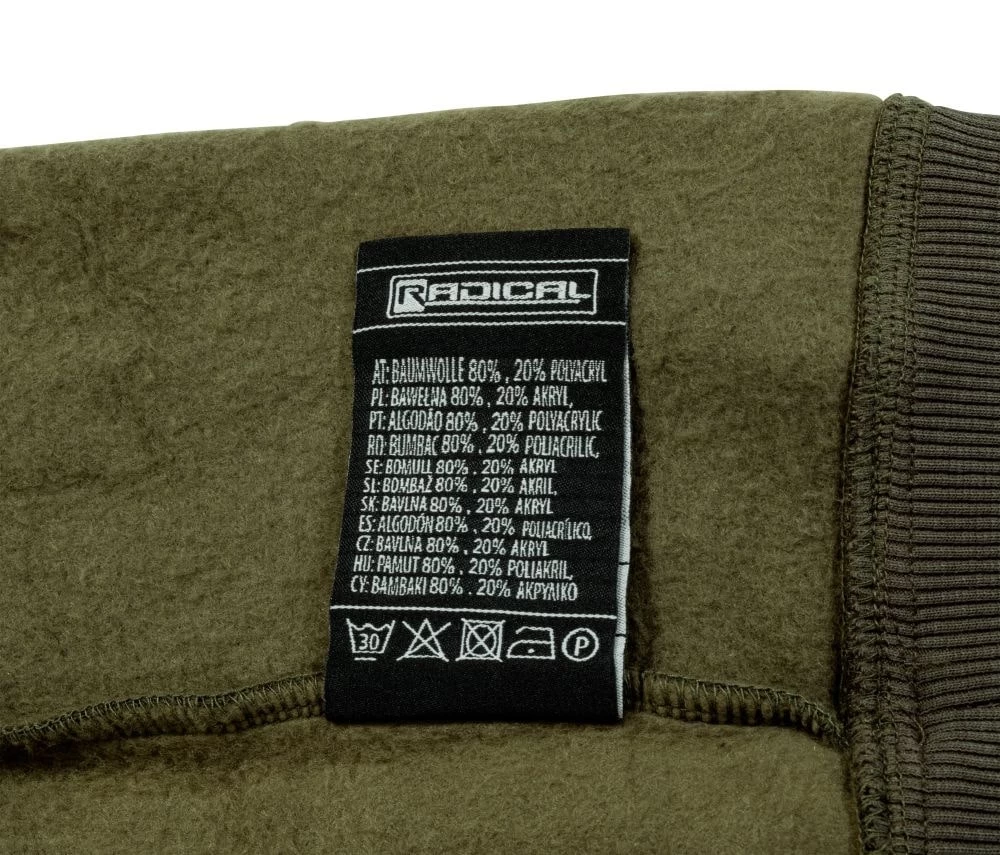 RADICAL
AT: BAUMWOLLE 80% , 20% POLYACRYL
PL: BAWEŁNA 80% , 20% AKRYL,
PT: ALGODÃO 80% , 20% POLYACRYLIC
RO: BUMBAC 80% , 20% POLIACRILIC,
SE: BOMULL 80% , 20% AKRYL
SL: BOMBAŽ 80% , 20% AKRIL,
SK: BAVLNA 80% , 20% AKRYL
ES: ALGODÓN 80% , 20% POLIACRÍLICO,
CZ: BAVLNA 80% , 20% AKRYL
HU: PAMUT 80% , 20% POLIAKRIL,
CY: BAMBAKI 80% , 20% ΑΚΡΥΛΙΚΟ
30 P